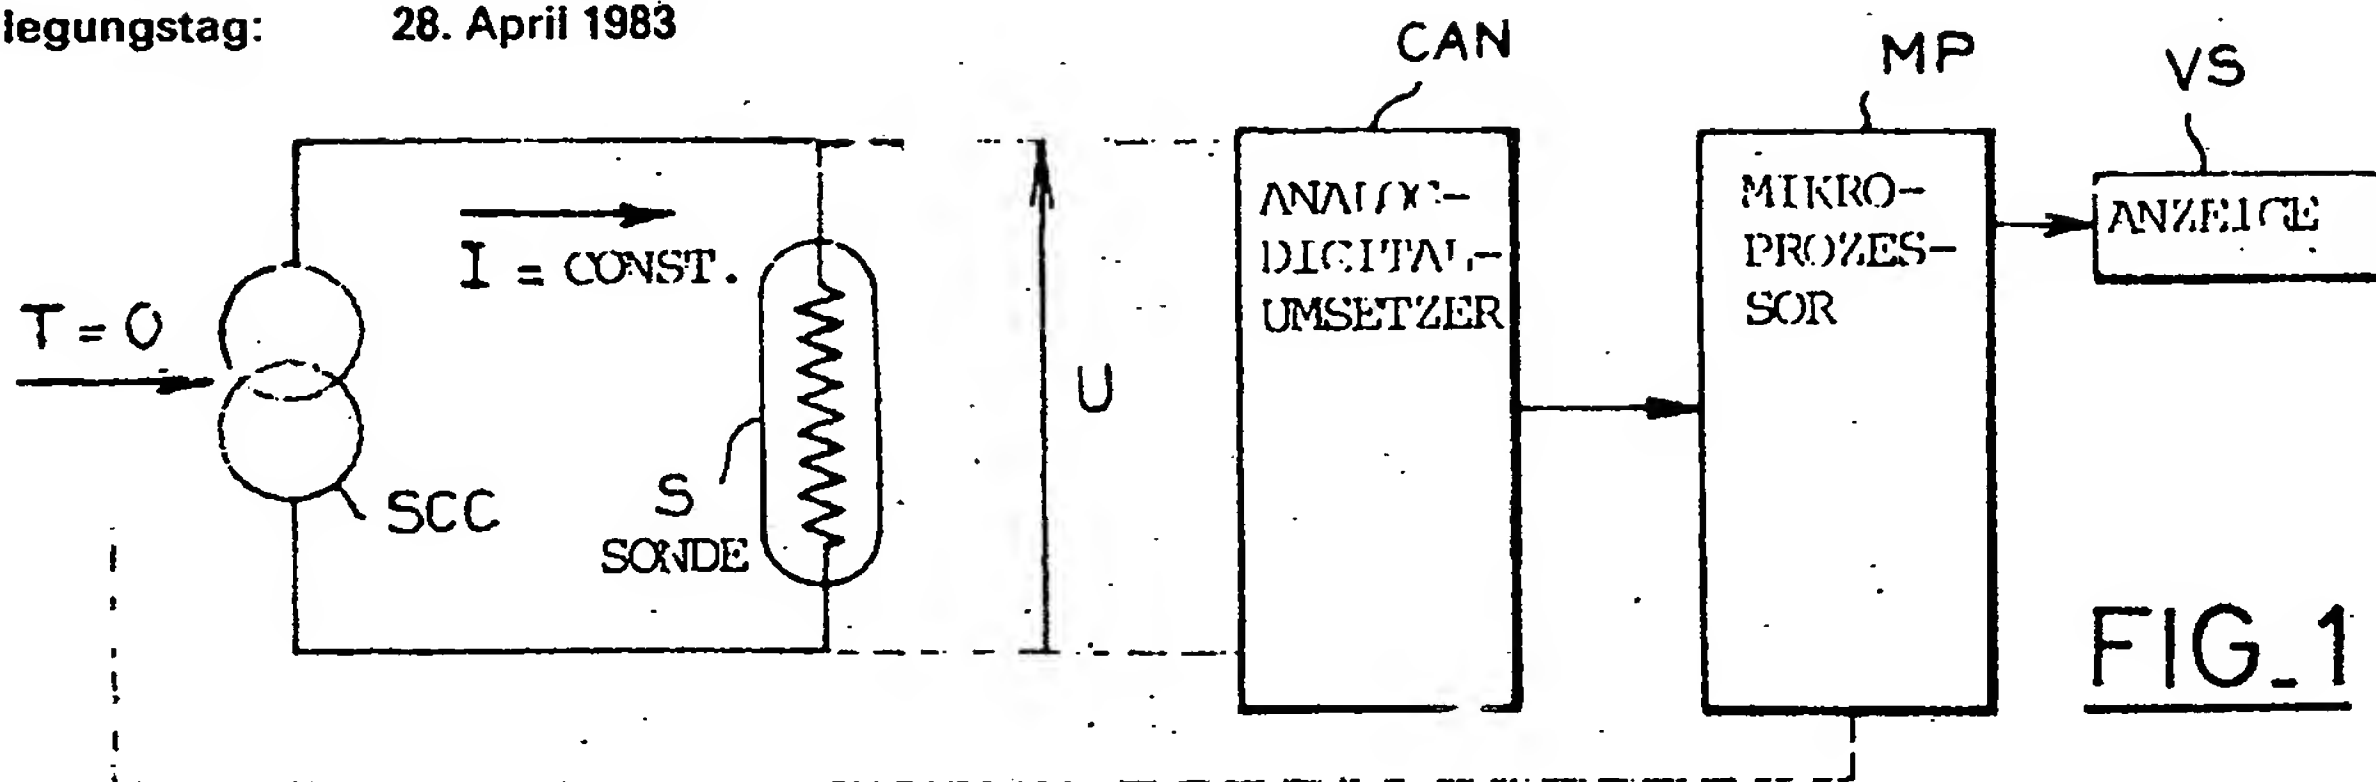 legungstag: 28. April 1983
CAN
MP
VS
ANALOG-
DIGITAL-
UMSETZER
MIKRO-
PROZES-
SOR
ANZEIGE
I = CONST.
T = 0
U
SCC
S
SONDE
FIG_1